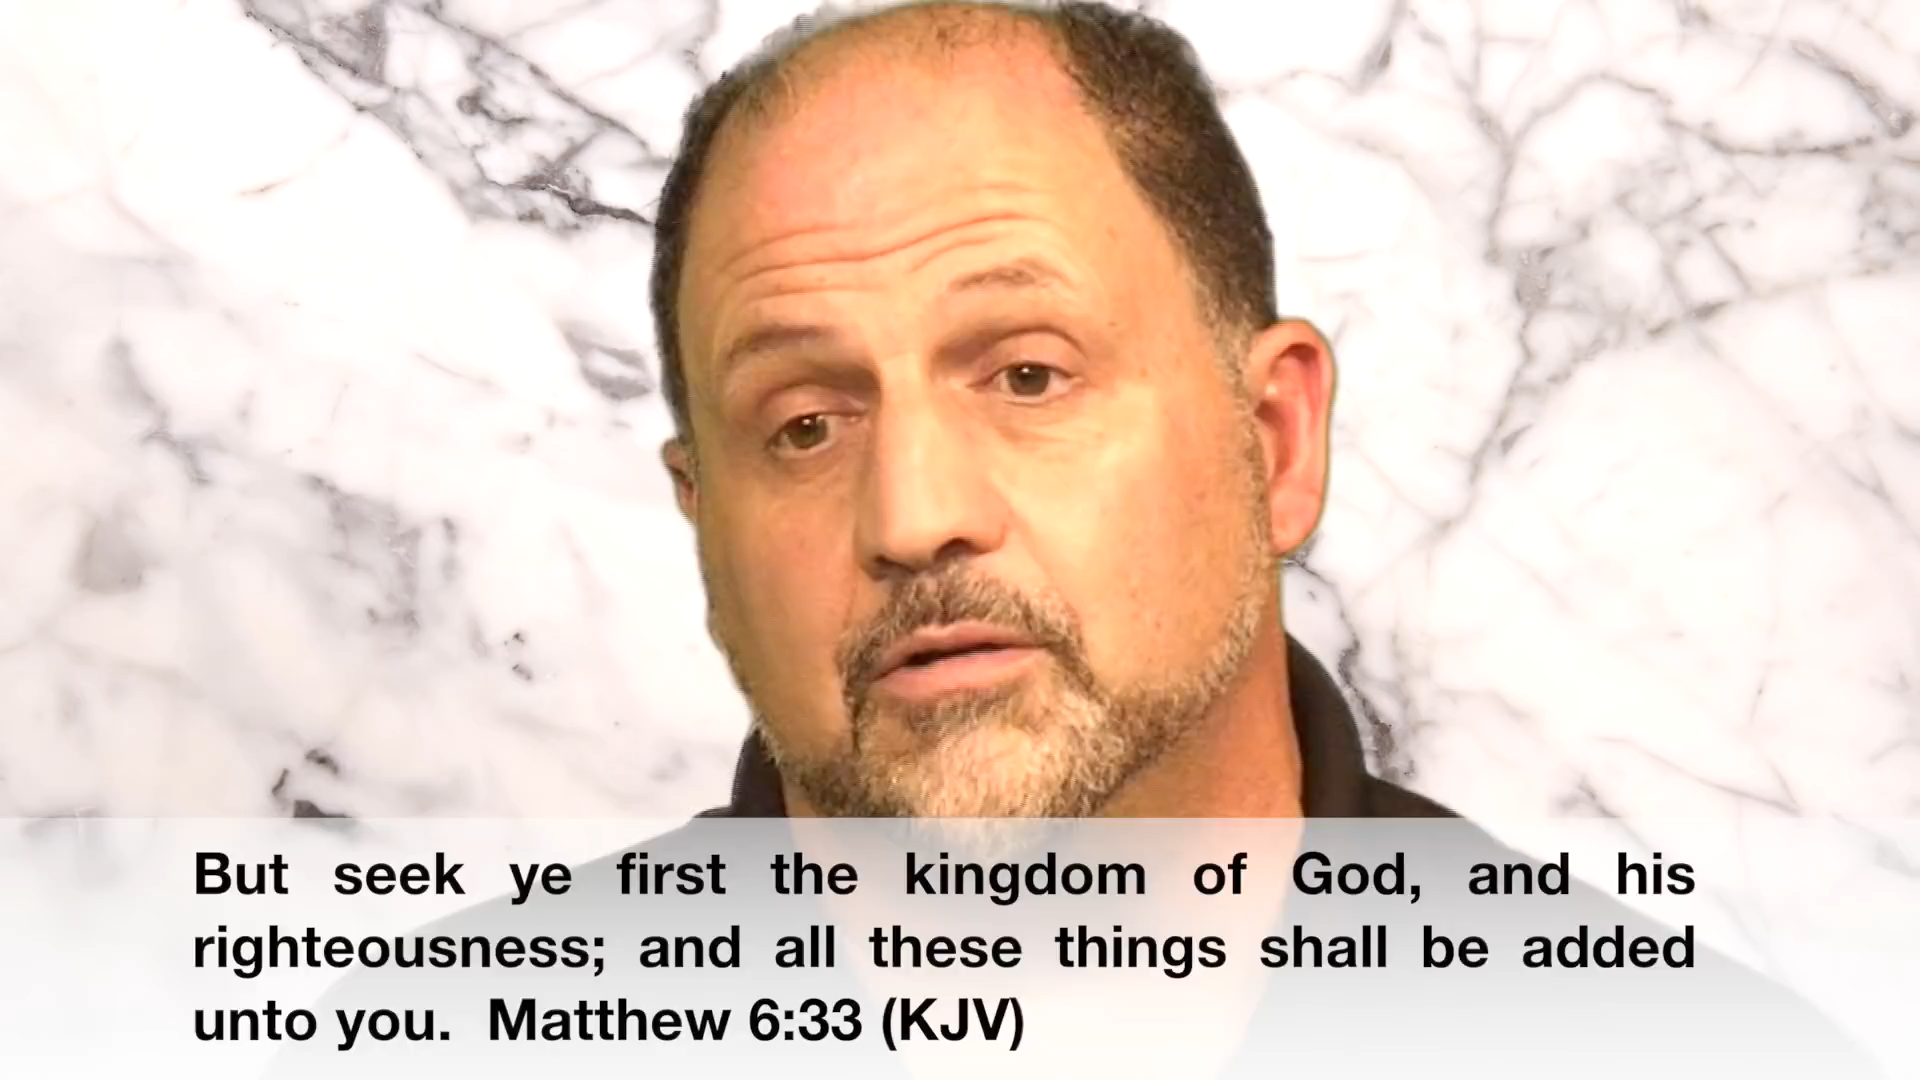 But seek ye first the kingdom of God, and his
righteousness; and all these things shall be added
unto you. Matthew 6:33 (KJV)